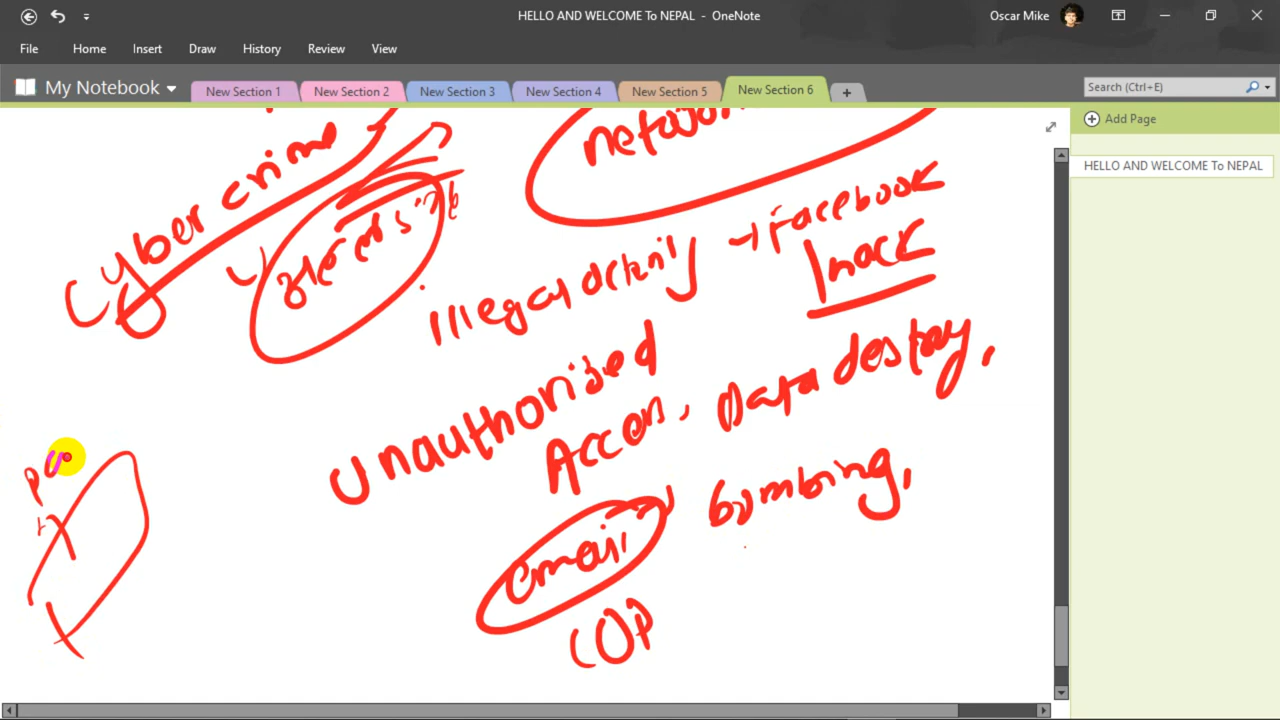 HELLO AND WELCOME To NEPAL - OneNote
Oscar Mike
File Home Insert Draw History Review View
My Notebook
New Section 1 New Section 2 New Section 3 New Section 4 New Section 5 New Section 6
Search (Ctrl+E)
Add Page
HELLO AND WELCOME To NEPAL
Cyber crime
illegal
Facebook
hack
Unauthorised
Data destroy,
email bombing,